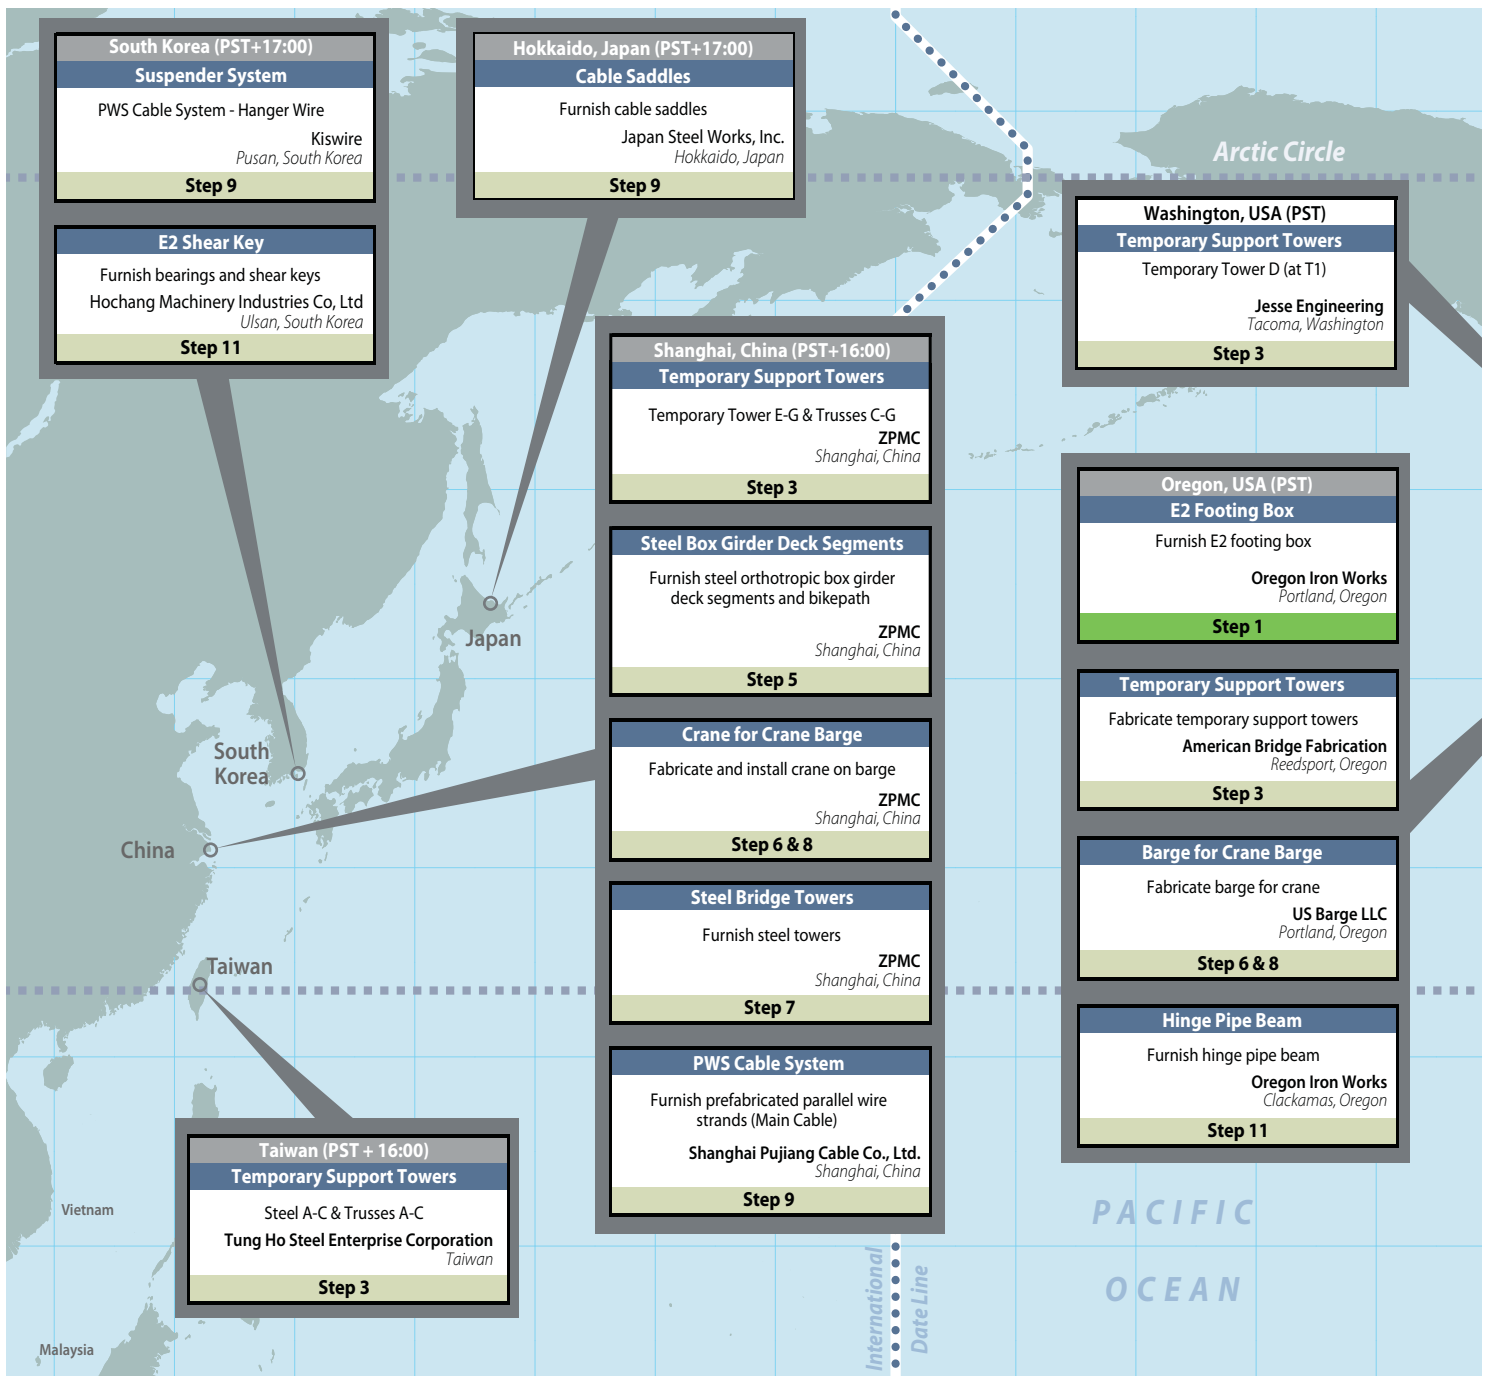 South Korea (PST+17:00)
Suspender System
PWS Cable System - Hanger Wire
Kiswire
Pusan, South Korea
Step 9
E2 Shear Key
Furnish bearings and shear keys
Hochang Machinery Industries Co, Ltd
Ulsan, South Korea
Step 11
Hokkaido, Japan (PST+17:00)
Cable Saddles
Furnish cable saddles
Japan Steel Works, Inc.
Hokkaido, Japan
Step 9
Arctic Circle
Washington, USA (PST)
Temporary Support Towers
Temporary Tower D (at T1)
Jesse Engineering
Tacoma, Washington
Step 3
Shanghai, China (PST+16:00)
Temporary Support Towers
Temporary Tower E-G & Trusses C-G
ZPMC
Shanghai, China
Step 3
Steel Box Girder Deck Segments
Furnish steel orthotropic box girder
deck segments and bikepath
ZPMC
Shanghai, China
Step 5
Crane for Crane Barge
Fabricate and install crane on barge
ZPMC
Shanghai, China
Step 6 & 8
Steel Bridge Towers
Furnish steel towers
ZPMC
Shanghai, China
Step 7
PWS Cable System
Furnish prefabricated parallel wire
strands (Main Cable)
Shanghai Pujiang Cable Co., Ltd.
Shanghai, China
Step 9
Oregon, USA (PST)
E2 Footing Box
Furnish E2 footing box
Oregon Iron Works
Portland, Oregon
Step 1
Temporary Support Towers
Fabricate temporary support towers
American Bridge Fabrication
Reedsport, Oregon
Step 3
Barge for Crane Barge
Fabricate barge for crane
US Barge LLC
Portland, Oregon
Step 6 & 8
Hinge Pipe Beam
Furnish hinge pipe beam
Oregon Iron Works
Clackamas, Oregon
Step 11
Japan
South
Korea
China
Taiwan
Taiwan (PST + 16:00)
Temporary Support Towers
Steel A-C & Trusses A-C
Tung Ho Steel Enterprise Corporation
Taiwan
Step 3
Vietnam
Malaysia
International
Date Line
PACIFIC
OCEAN